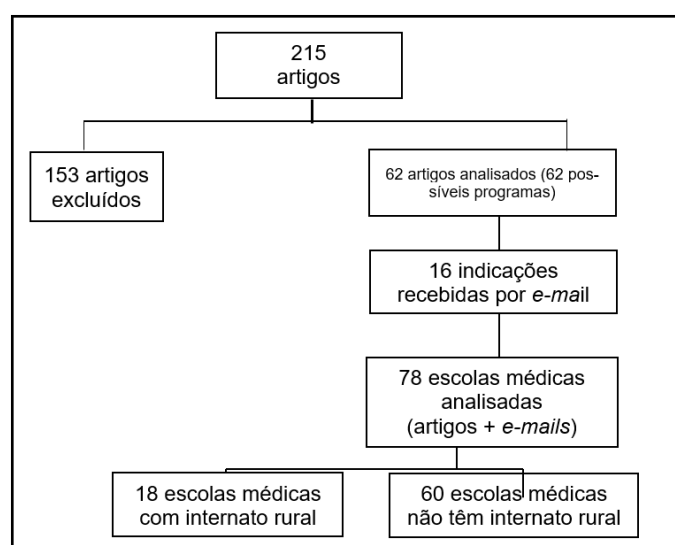 215
artigos
153 artigos
excluídos
62 artigos analisados (62 pos-
síveis programas)
16 indicações
recebidas por e-mail
78 escolas médicas
analisadas
(artigos + e-mails)
18 escolas médicas
com internato rural
60 escolas médicas
não têm internato rural